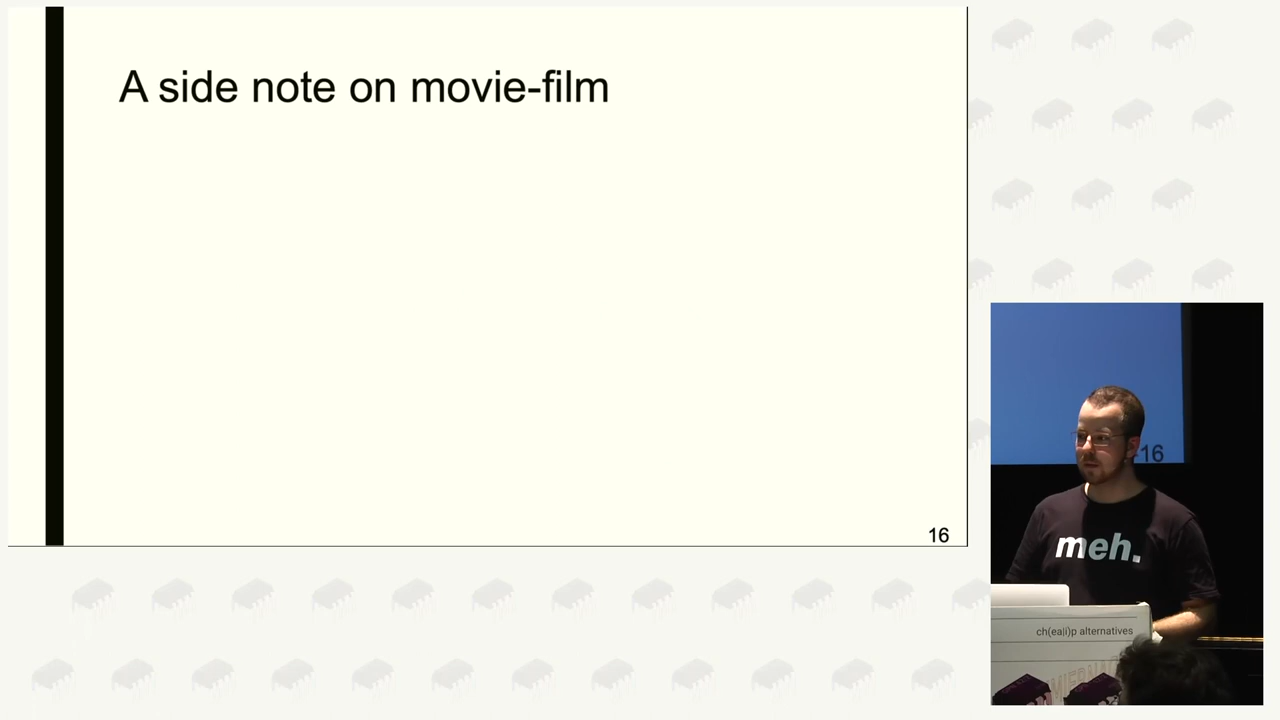 A side note on movie-film
16
16
meh.
ch(ea|i)p alternatives